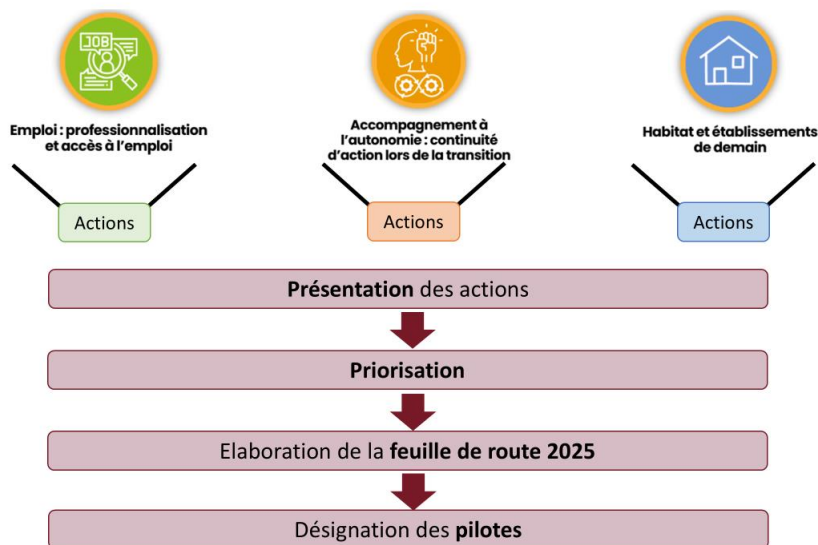 JOB
Emploi : professionnalisation
et accès à l'emploi
Accompagnement à
l'autonomie : continuité
d'action lors de la transition
Habitat et établissements
de demain
Actions
Actions
Actions
Présentation des actions
Priorisation
Elaboration de la feuille de route 2025
Désignation des pilotes